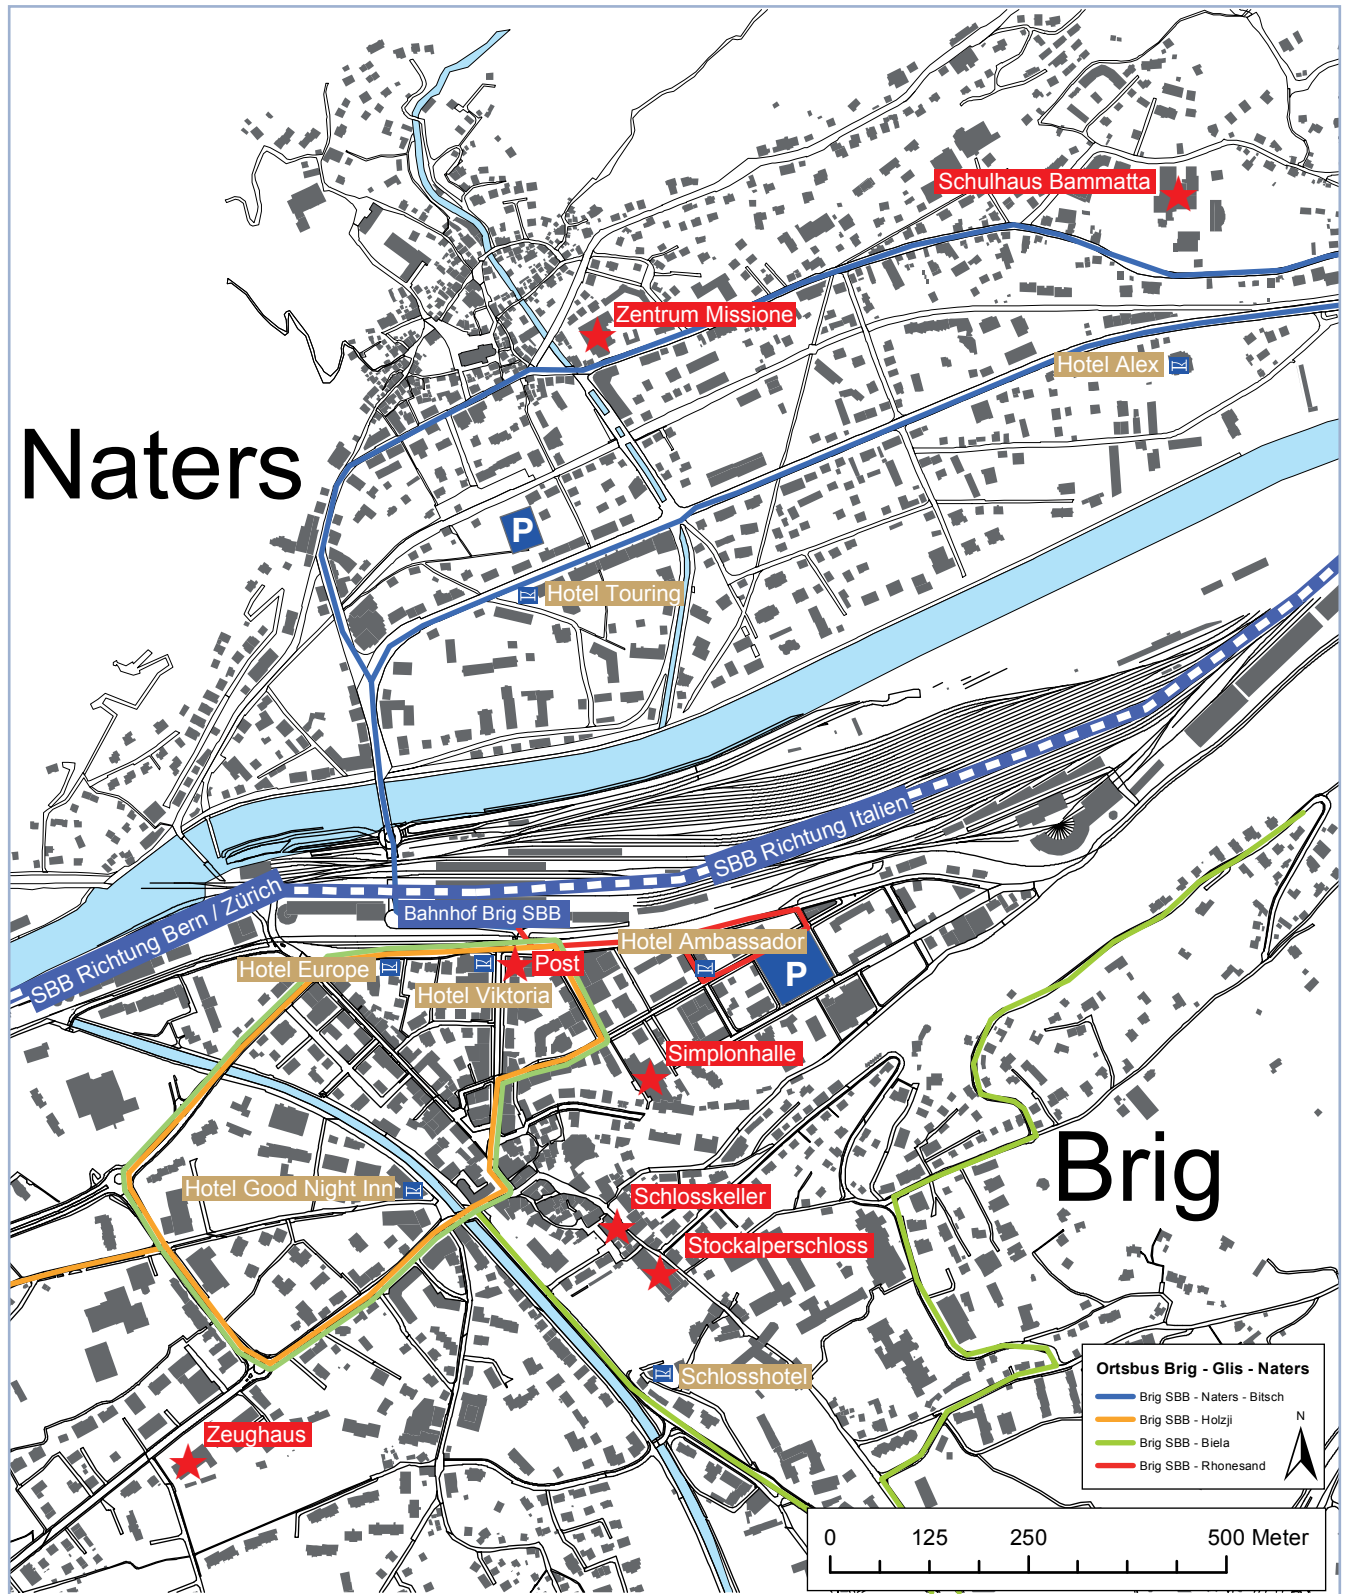 Schulhaus Bammatta
Zentrum Missione
Hotel Alex
Naters
P
Hotel Touring
SBB Richtung Italien
SBB Richtung Bern / Zürich
Bahnhof Brig SBB
Hotel Ambassador
Hotel Europe
Post
P
Hotel Viktoria
Simplonhalle
Brig
Hotel Good Night Inn
Schlosskeller
Stockalperschloss
Schlosshotel
Zeughaus
Ortsbus Brig - Glis - Naters
Brig SBB - Naters - Bitsch
Brig SBB - Holzji
Brig SBB - Biela
Brig SBB - Rhonesand
N
0 125 250 500 Meter